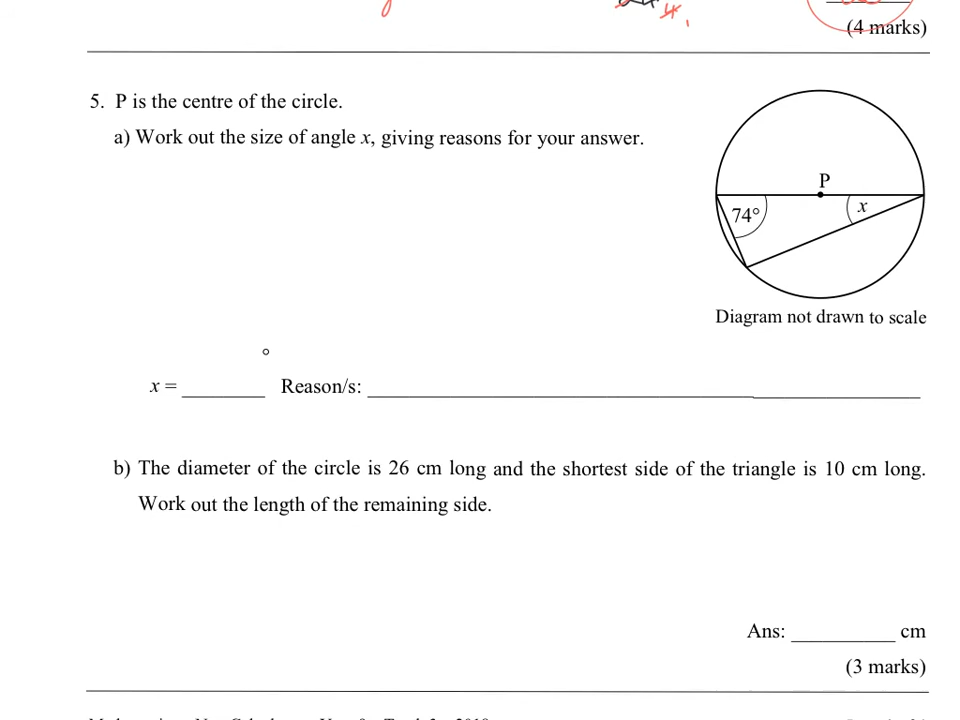 4.
(4 marks)
5. P is the centre of the circle.
a) Work out the size of angle x, giving reasons for your answer.
P
74°
x
Diagram not drawn to scale
°
x = ________ Reason/s: ________
b) The diameter of the circle is 26 cm long and the shortest side of the triangle is 10 cm long.
Work out the length of the remaining side.
Ans: __________ cm
(3 marks)